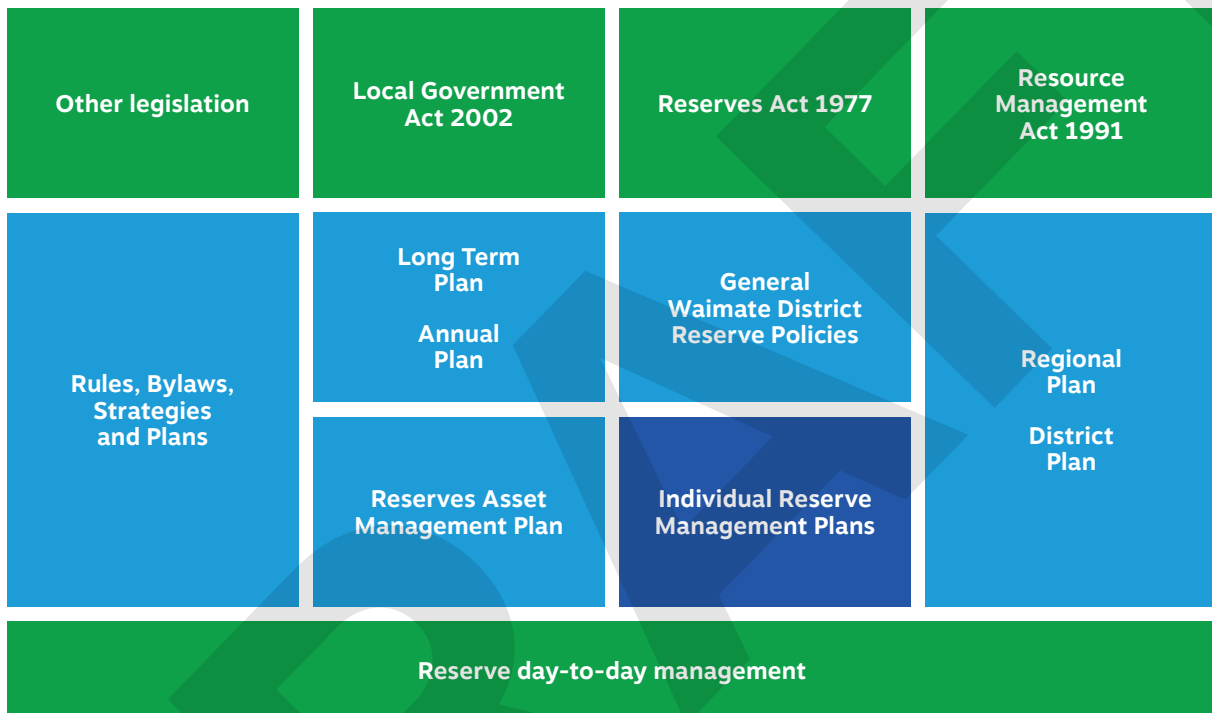 Other legislation
Local Government
Act 2002
Reserves Act 1977
Resource
Management
Act 1991
Rules, Bylaws,
Strategies
and Plans
Long Term
Plan
Annual
Plan
General
Waimate District
Reserve Policies
Regional
Plan
District
Plan
Reserves Asset
Management Plan
Individual Reserve
Management Plans
Reserve day-to-day management